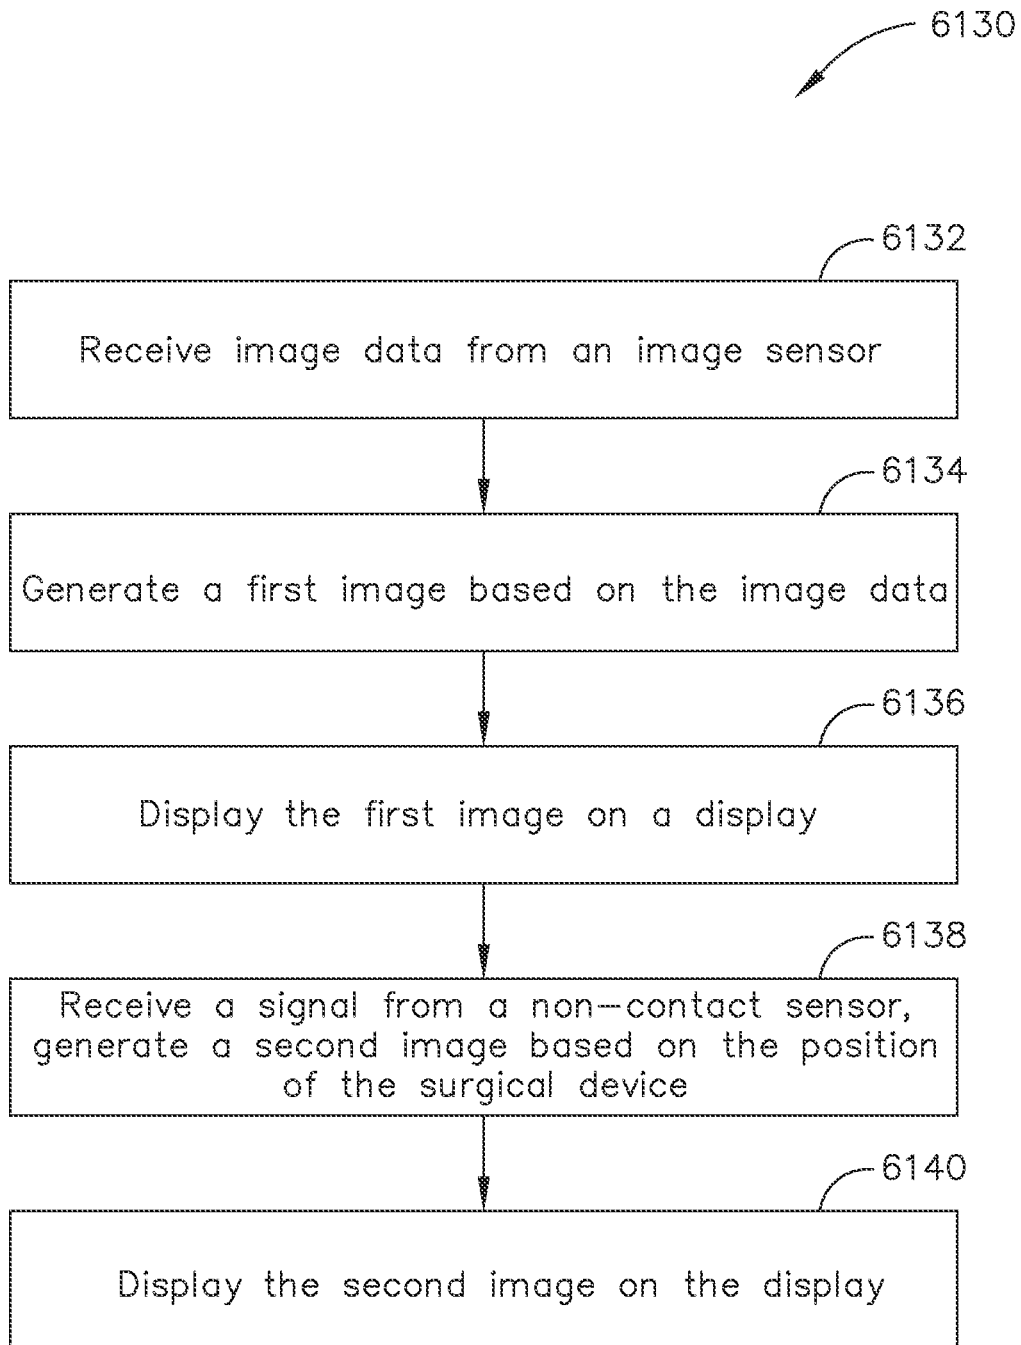 6130
6132
Receive image data from an image sensor
6134
Generate a first image based on the image data
6136
Display the first image on a display
6138
Receive a signal from a non-contact sensor,
generate a second image based on the position
of the surgical device
6140
Display the second image on the display